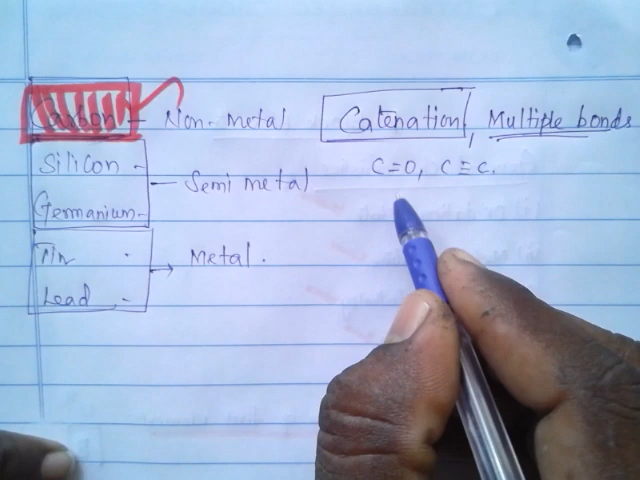 Carbon - Non-metal Catenation, Multiple bonds
Silicon - C=O, C≡C.
- Semi metal
Germanium-
Tin - → Metal.
Lead -